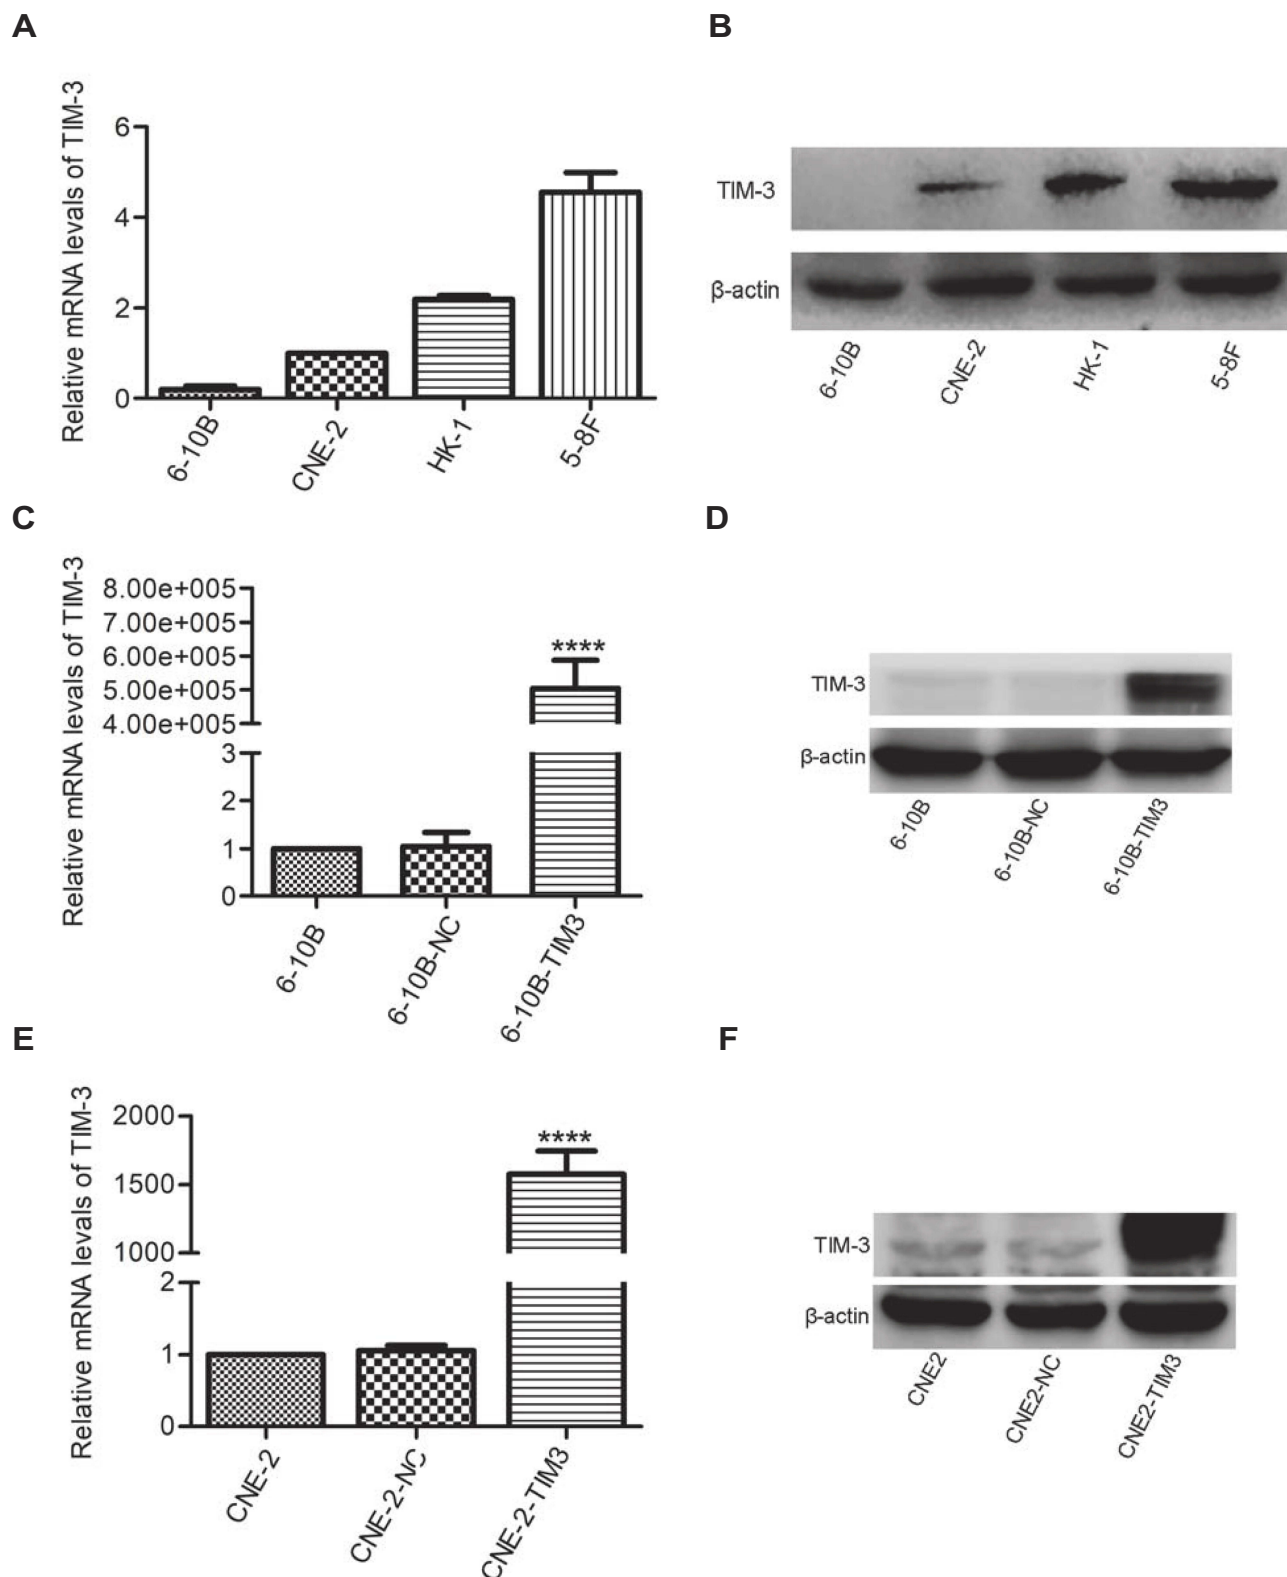 A
Relative mRNA levels of TIM-3
6
4
2
0
6-10B
CNE-2
HK-1
5-8F
B
TIM-3
β-actin
6-10B
CNE-2
HK-1
5-8F
C
Relative mRNA levels of TIM-3
8.00e+005
7.00e+005
6.00e+005
5.00e+005
4.00e+005
3
2
1
0
****
6-10B
6-10B-NC
6-10B-TIM3
D
TIM-3
β-actin
6-10B
6-10B-NC
6-10B-TIM3
E
Relative mRNA levels of TIM-3
2000
1500
1000
2
1
0
****
CNE-2
CNE-2-NC
CNE-2-TIM3
F
TIM-3
β-actin
CNE2
CNE2-NC
CNE2-TIM3